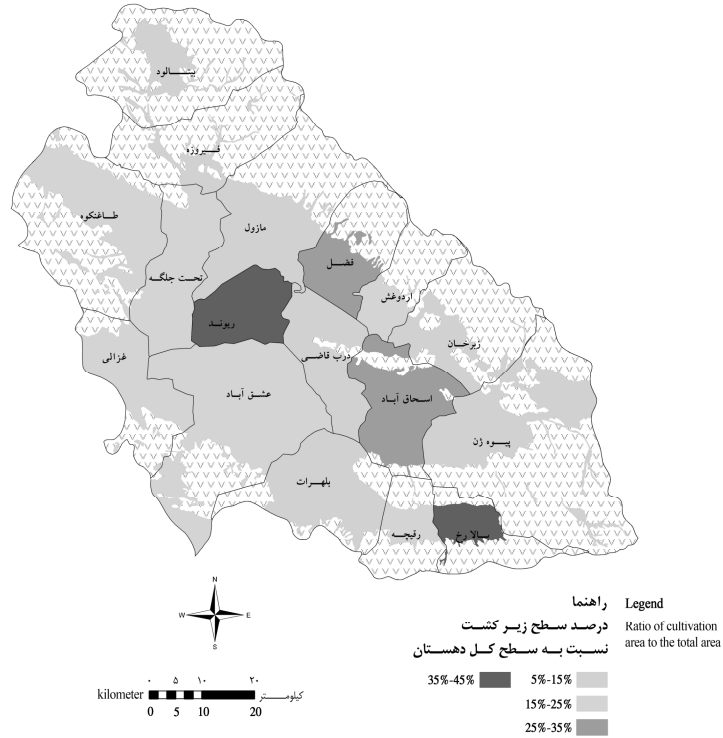 بینالود
فیروزه
طاغنکوه
مازول
فضل
تحت جلگه
اردوغش
ریوند
زبرخان
غزالی
درب قاضی
عشق آباد
اسحاق آباد
پیوه ژن
بلهرات
رقیچه
بالارخ
N
W E
S
راهنما Legend
درصد سطح زیر کشت
نسبت به سطح کل دهستان
Ratio of cultivation
area to the total area
35%-45% 5%-15%
15%-25%
25%-35%
۰ ۵ ۱۰ ۲۰
kilometer کیلومتر
0 5 10 20